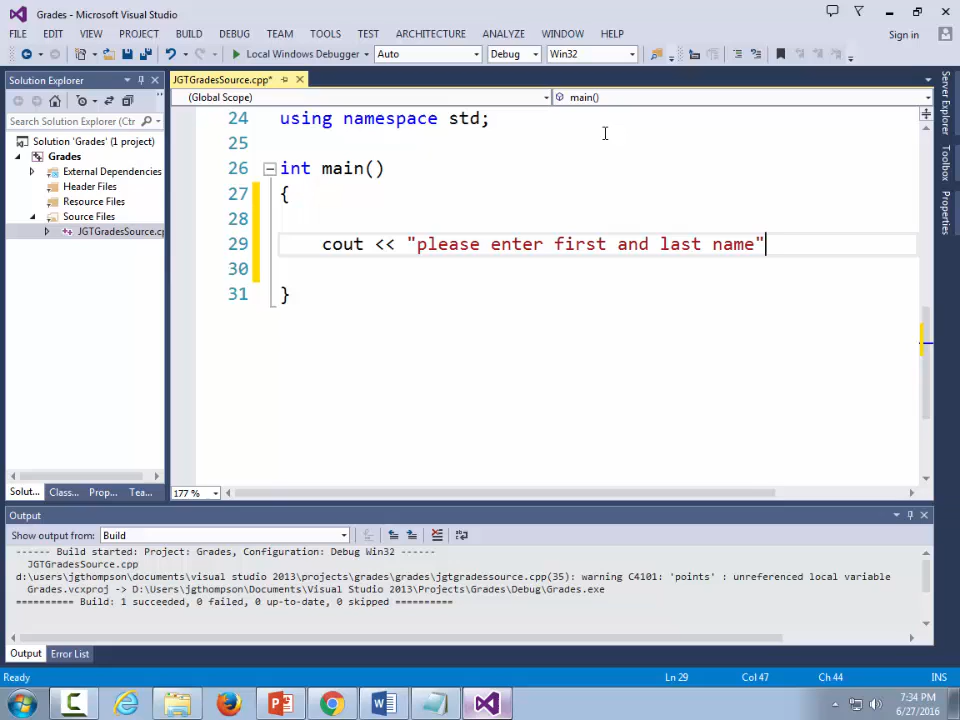 Grades - Microsoft Visual Studio
FILE EDIT VIEW PROJECT BUILD DEBUG TEAM TOOLS TEST ARCHITECTURE ANALYZE WINDOW HELP Sign in
Local Windows Debugger Auto Debug Win32
Solution Explorer
JGTGradesSource.cpp*
(Global Scope) main()
Search Solution Explorer (Ctr
Solution 'Grades' (1 project)
Grades
External Dependencies
Header Files
Resource Files
Source Files
JGTGradesSource.cp
24 using namespace std;
25
26 int main()
27 {
28
29 cout << "please enter first and last name"
30
31 }
Server Explorer
Toolbox
Properties
Solut... Class... Prop... Tea...
177 %
Output
Show output from: Build
------ Build started: Project: Grades, Configuration: Debug Win32 ------
JGTGradesSource.cpp
d:\users\jgthompson\documents\visual studio 2013\projects\grades\grades\jgtgradessource.cpp(35): warning C4101: 'points' : unreferenced local variable
Grades.vcxproj -> D:\Users\jgthompson\Documents\Visual Studio 2013\Projects\Grades\Debug\Grades.exe
========== Build: 1 succeeded, 0 failed, 0 up-to-date, 0 skipped ==========
Output Error List
Ready Ln 29 Col 47 Ch 44 INS
7:34 PM
6/27/2016